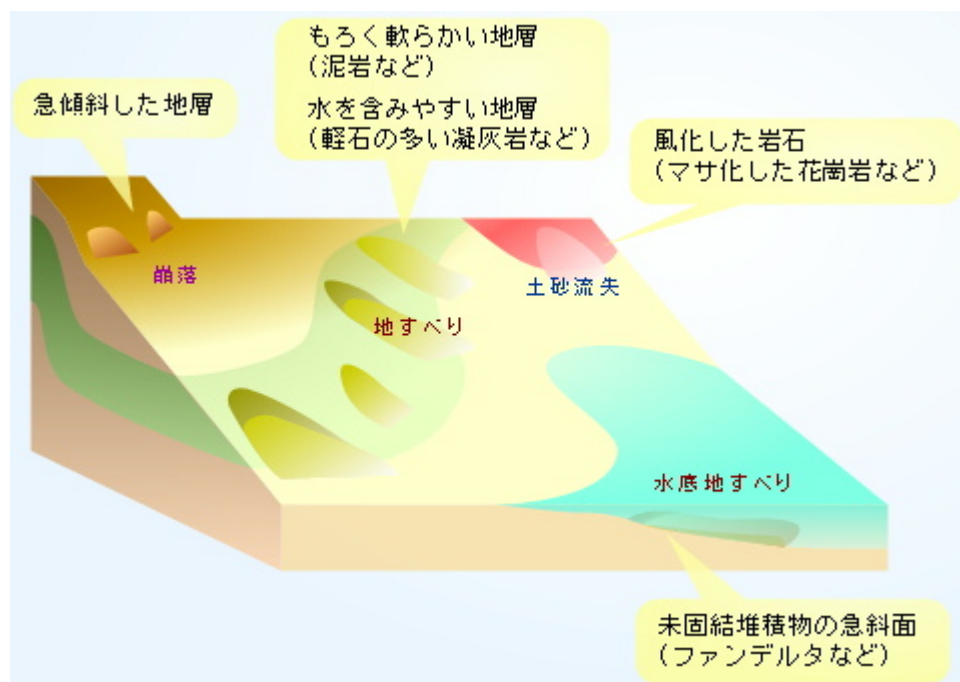 もろく軟らかい地層
(泥岩など)
水を含みやすい地層
(軽石の多い凝灰岩など)
急傾斜した地層
風化した岩石
(マサ化した花崗岩など)
崩落
土砂流失
地すべり
水底地すべり
未固結堆積物の急斜面
(ファンデルタなど)